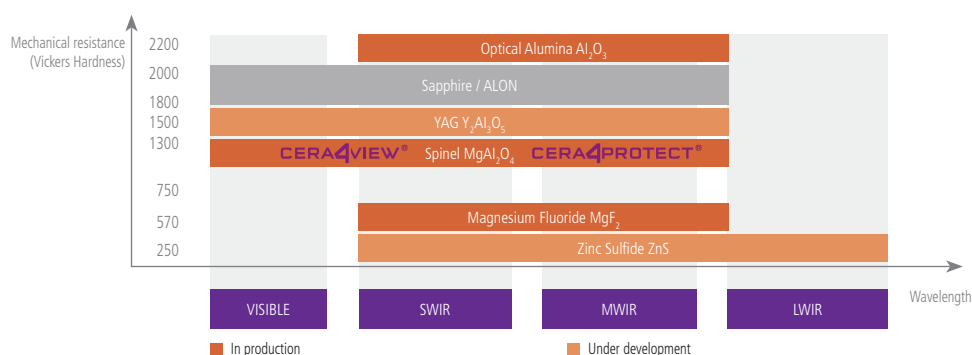 Mechanical resistance
(Vickers Hardness)
2200
Optical Alumina Al₂O₃
2000
Sapphire / ALON
1800
1500
YAG Y₂Al₃O₅
1300
CERA4VIEW® Spinel MgAl₂O₄ CERA4PROTECT®
750
570
Magnesium Fluoride MgF₂
250
Zinc Sulfide ZnS
Wavelength
VISIBLE SWIR MWIR LWIR
In production Under development